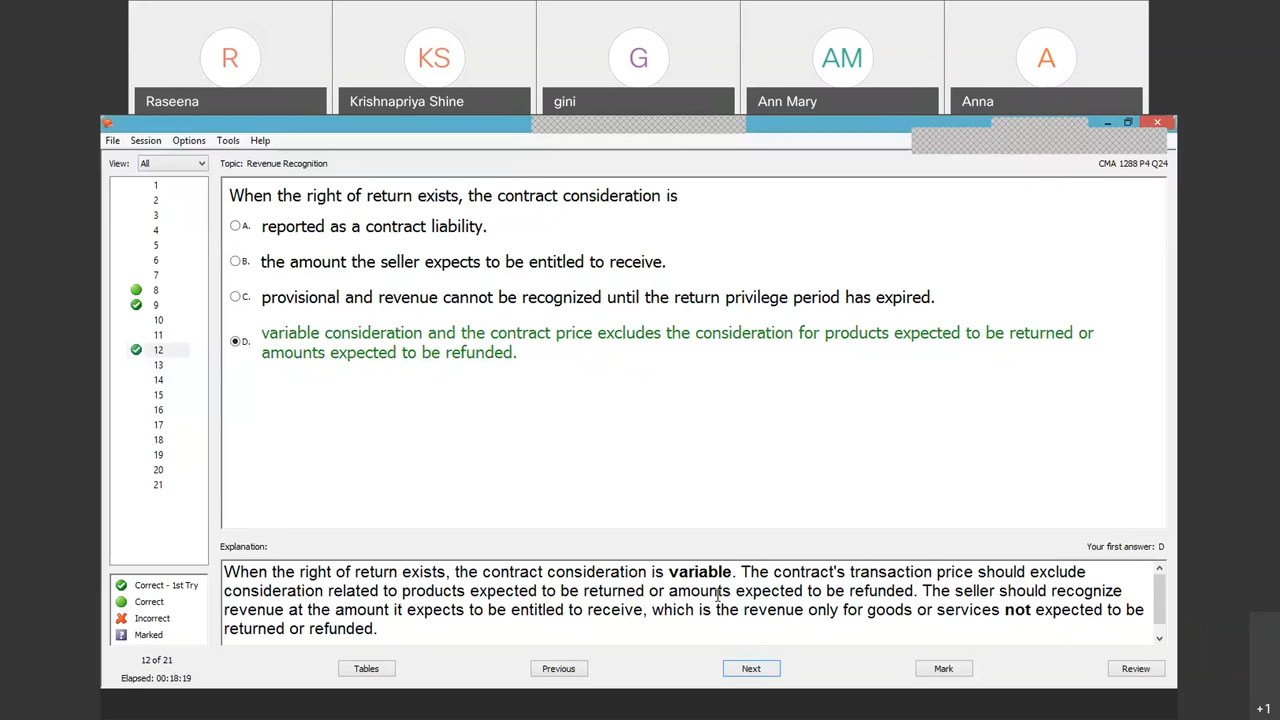 R
KS
G
AM
A
Raseena
Krishnapriya Shine
gini
Ann Mary
Anna
File Session Options Tools Help
View: All
Topic: Revenue Recognition
CMA 1288 P4 Q24
1
2
3
4
5
6
7
8
9
10
11
12
13
14
15
16
17
18
19
20
21
When the right of return exists, the contract consideration is
A. reported as a contract liability.
B. the amount the seller expects to be entitled to receive.
C. provisional and revenue cannot be recognized until the return privilege period has expired.
D. variable consideration and the contract price excludes the consideration for products expected to be returned or
amounts expected to be refunded.
Explanation:
Your first answer: D
When the right of return exists, the contract consideration is variable. The contract's transaction price should exclude
consideration related to products expected to be returned or amounts expected to be refunded. The seller should recognize
revenue at the amount it expects to be entitled to receive, which is the revenue only for goods or services not expected to be
returned or refunded.
Correct - 1st Try
Correct
Incorrect
Marked
12 of 21
Elapsed: 00:18:19
Tables
Previous
Next
Mark
Review
+1